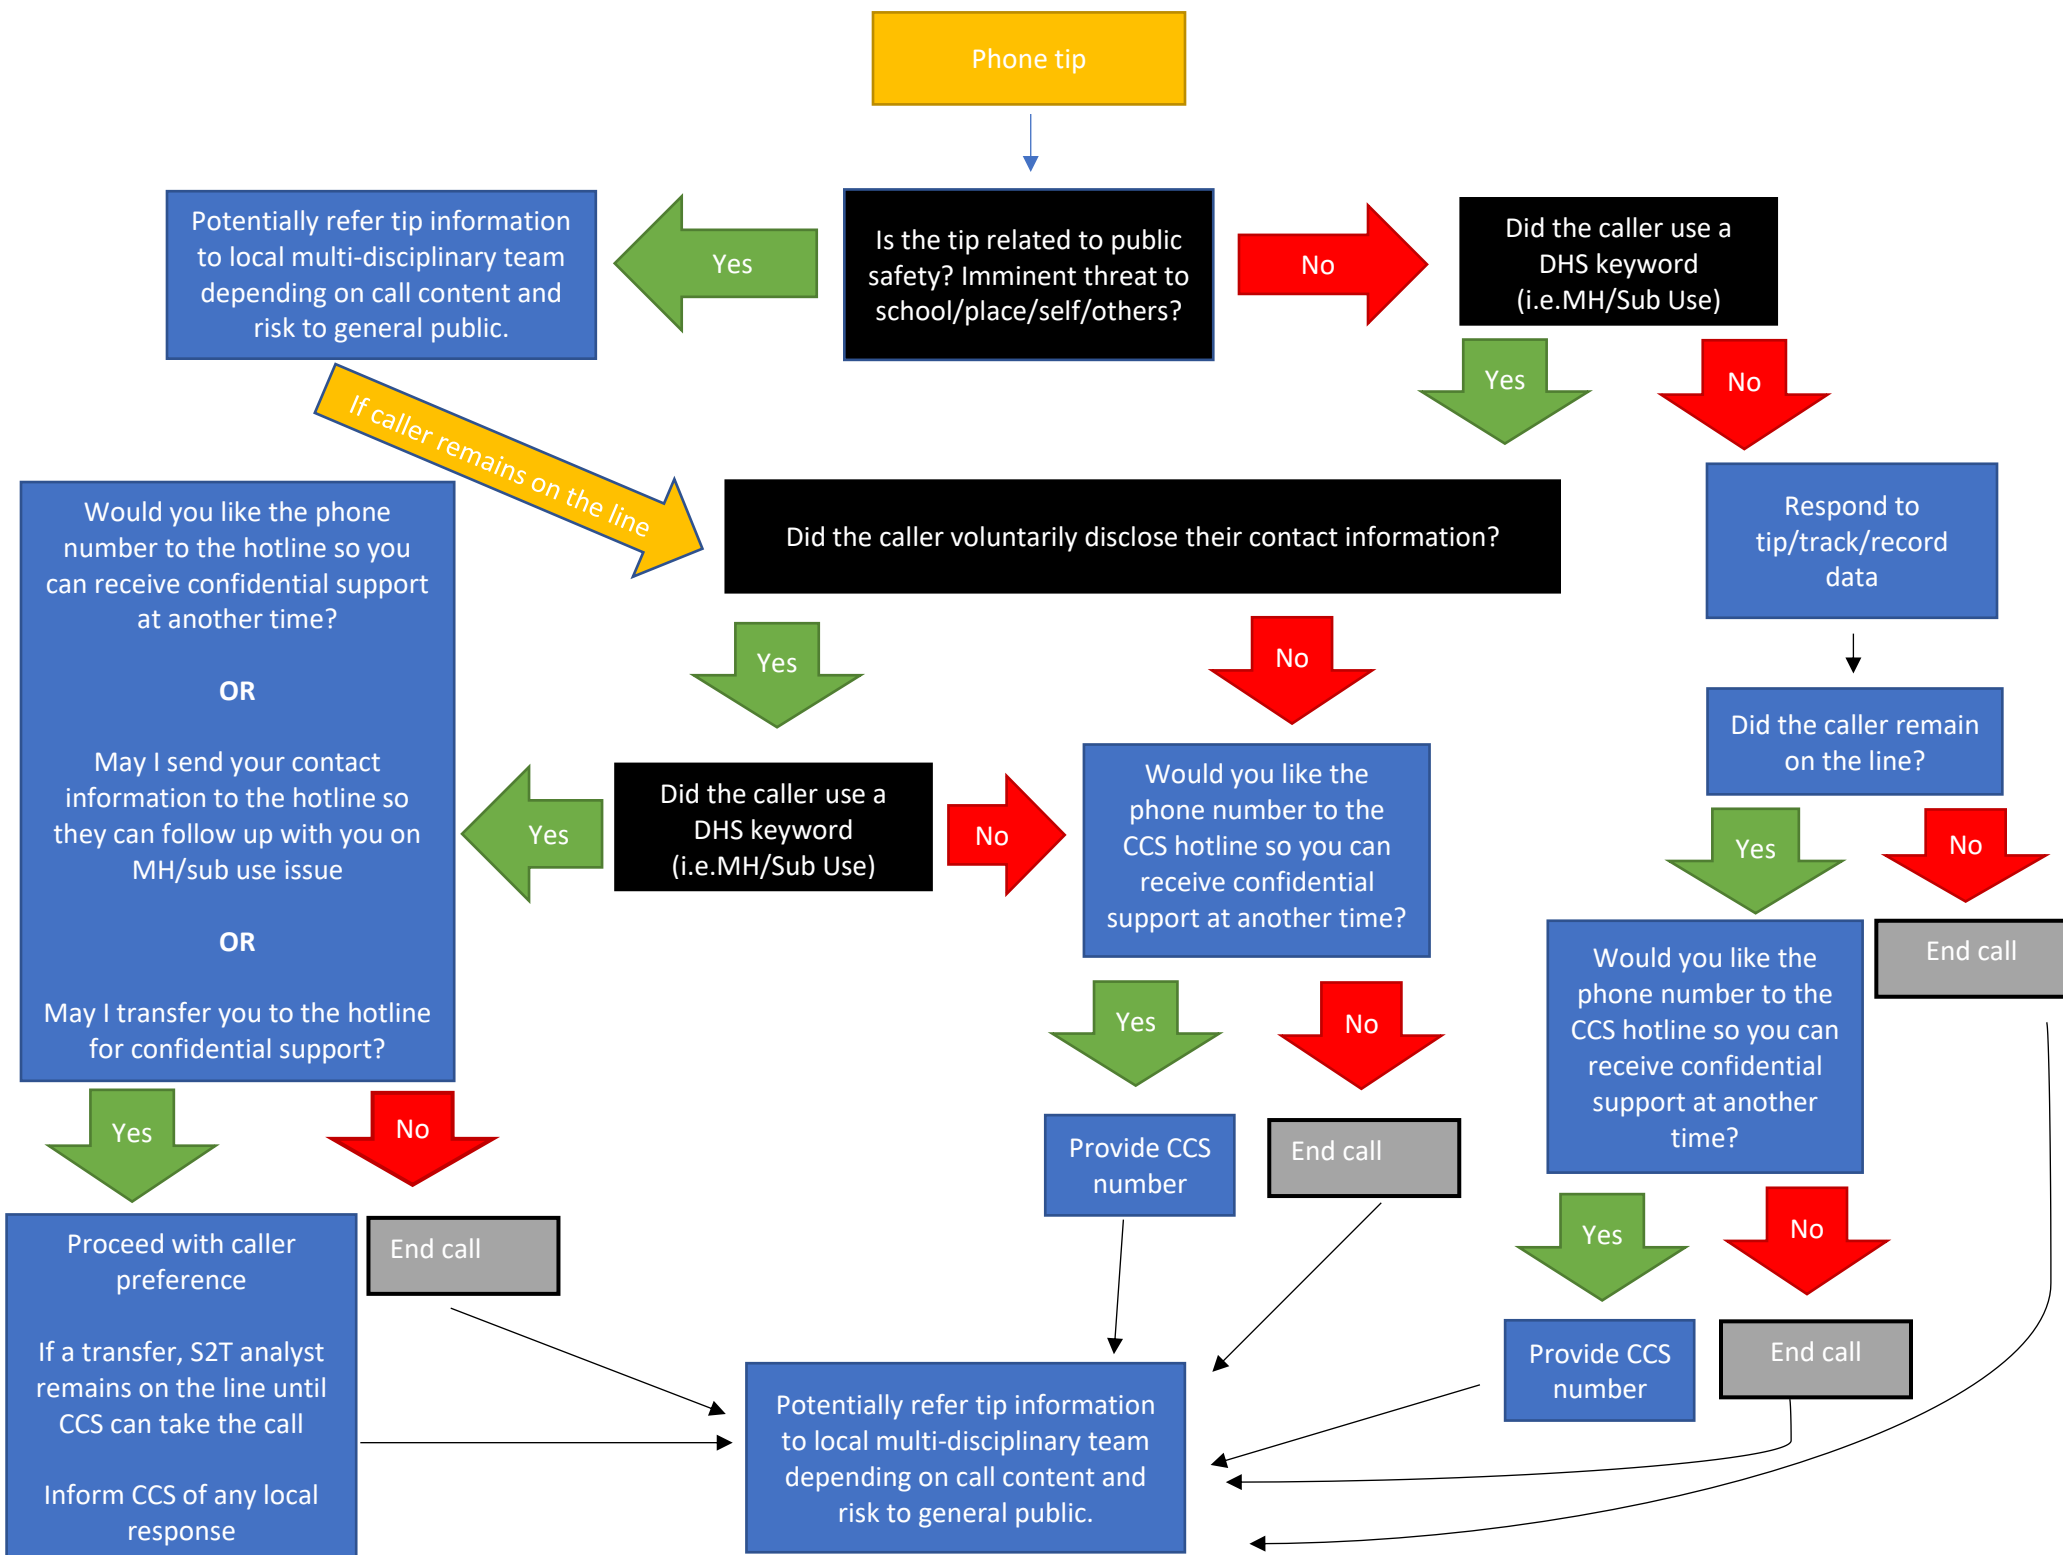 Phone tip
Potentially refer tip information
to local multi-disciplinary team
depending on call content and
risk to general public.
Yes
Is the tip related to public
safety? Imminent threat to
school/place/self/others?
No
Did the caller use a
DHS keyword
(i.e.MH/Sub Use)
Yes
No
If caller remains on the line
Would you like the phone
number to the hotline so you
can receive confidential support
at another time?
OR
May I send your contact
information to the hotline so
they can follow up with you on
MH/sub use issue
OR
May I transfer you to the hotline
for confidential support?
Did the caller voluntarily disclose their contact information?
Respond to
tip/track/record
data
Yes
No
Did the caller remain
on the line?
Yes
Did the caller use a
DHS keyword
(i.e.MH/Sub Use)
No
Would you like the
phone number to the
CCS hotline so you can
receive confidential
support at another time?
Yes
No
End call
Would you like the
phone number to the
CCS hotline so you can
receive confidential
support at another
time?
Yes
No
Yes
No
Provide CCS
number
End call
Yes
No
Proceed with caller
preference
If a transfer, S2T analyst
remains on the line until
CCS can take the call
Inform CCS of any local
response
End call
Provide CCS
number
End call
Potentially refer tip information
to local multi-disciplinary team
depending on call content and
risk to general public.